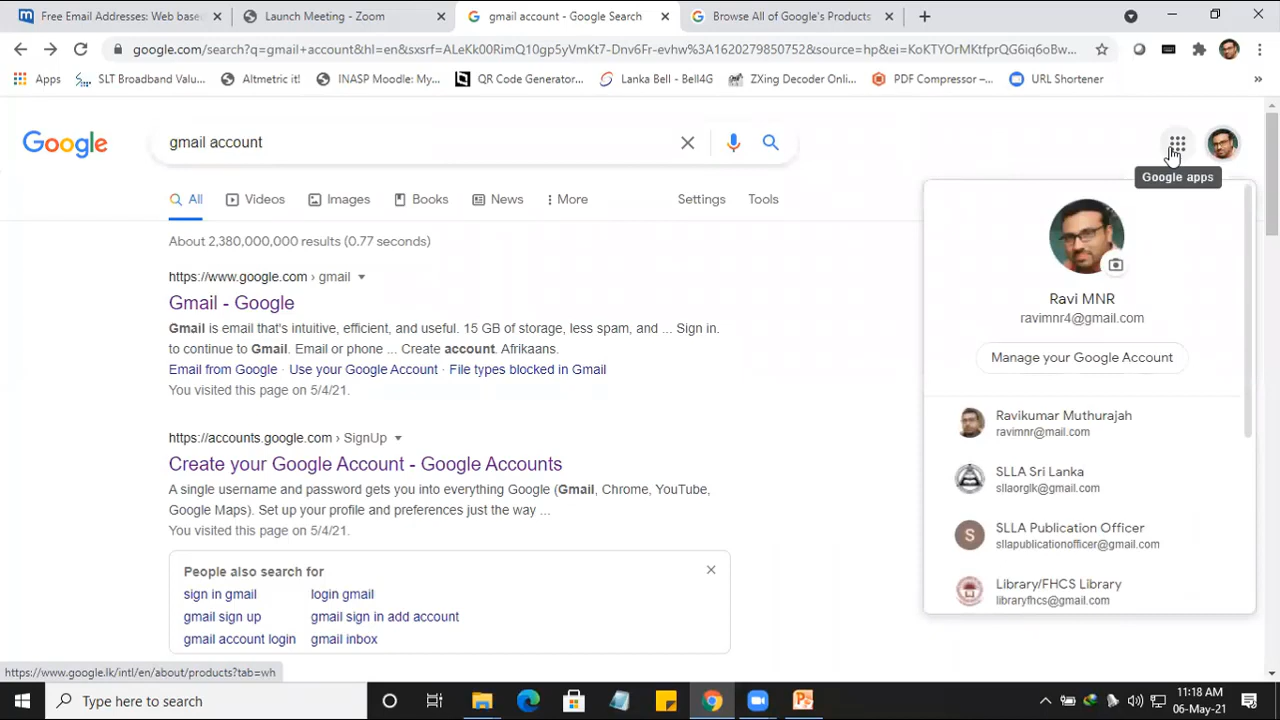 Free Email Addresses: Web base
Launch Meeting - Zoom
gmail account - Google Search
Browse All of Google's Products
google.com/search?q=gmail+account&hl=en&sxsrf=ALeKk00RimQ10gp5yVmKt7-Dnv6Fr-evhw%3A1620279850752&source=hp&ei=KoKTYOrMKtfprQG6iq6oBw...
Apps
SLT Broadband Valu...
Altmetric it!
INASP Moodle: My...
QR Code Generator...
Lanka Bell - Bell4G
ZXing Decoder Onli...
PDF Compressor –...
URL Shortener
»
Google
gmail account
Google apps
All
Videos
Images
Books
News
More
Settings
Tools
About 2,380,000,000 results (0.77 seconds)
https://www.google.com › gmail
Gmail - Google
Gmail is email that's intuitive, efficient, and useful. 15 GB of storage, less spam, and ... Sign in.
to continue to Gmail. Email or phone ... Create account. Afrikaans.
Email from Google · Use your Google Account · File types blocked in Gmail
You visited this page on 5/4/21.
https://accounts.google.com › SignUp
Create your Google Account - Google Accounts
A single username and password gets you into everything Google (Gmail, Chrome, YouTube,
Google Maps). Set up your profile and preferences just the way ...
You visited this page on 5/4/21.
People also search for
sign in gmail
login gmail
gmail sign up
gmail sign in add account
gmail account login
gmail inbox
Ravi MNR
ravimnr4@gmail.com
Manage your Google Account
Ravikumar Muthurajah
ravimnr@mail.com
SLLA Sri Lanka
sllaorglk@gmail.com
S
SLLA Publication Officer
sllapublicationofficer@gmail.com
Library/FHCS Library
libraryfhcs@gmail.com
https://www.google.lk/intl/en/about/products?tab=wh
Type here to search
11:18 AM
06-May-21